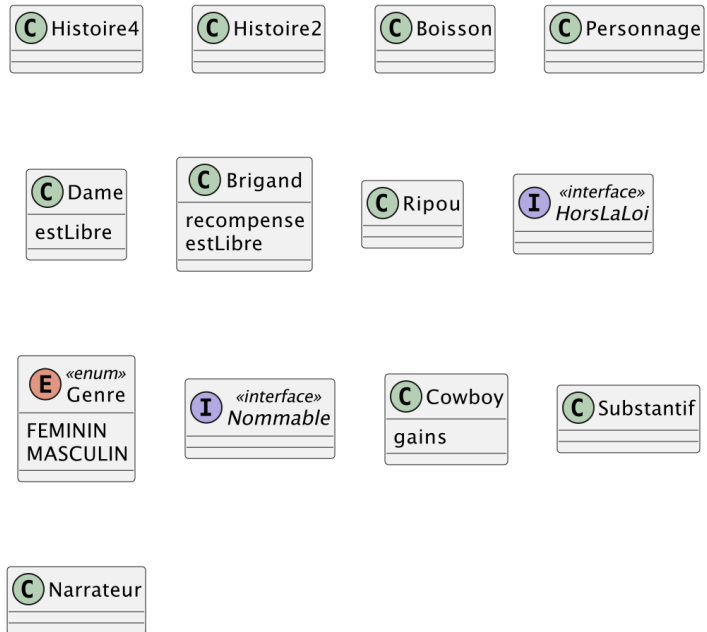 C Histoire4
C Histoire2
C Boisson
C Personnage
C Dame
estLibre
C Brigand
recompense
estLibre
C Ripou
I «interface»
HorsLaLoi
E «enum»
Genre
FEMININ
MASCULIN
I «interface»
Nommable
C Cowboy
gains
C Substantif
C Narrateur